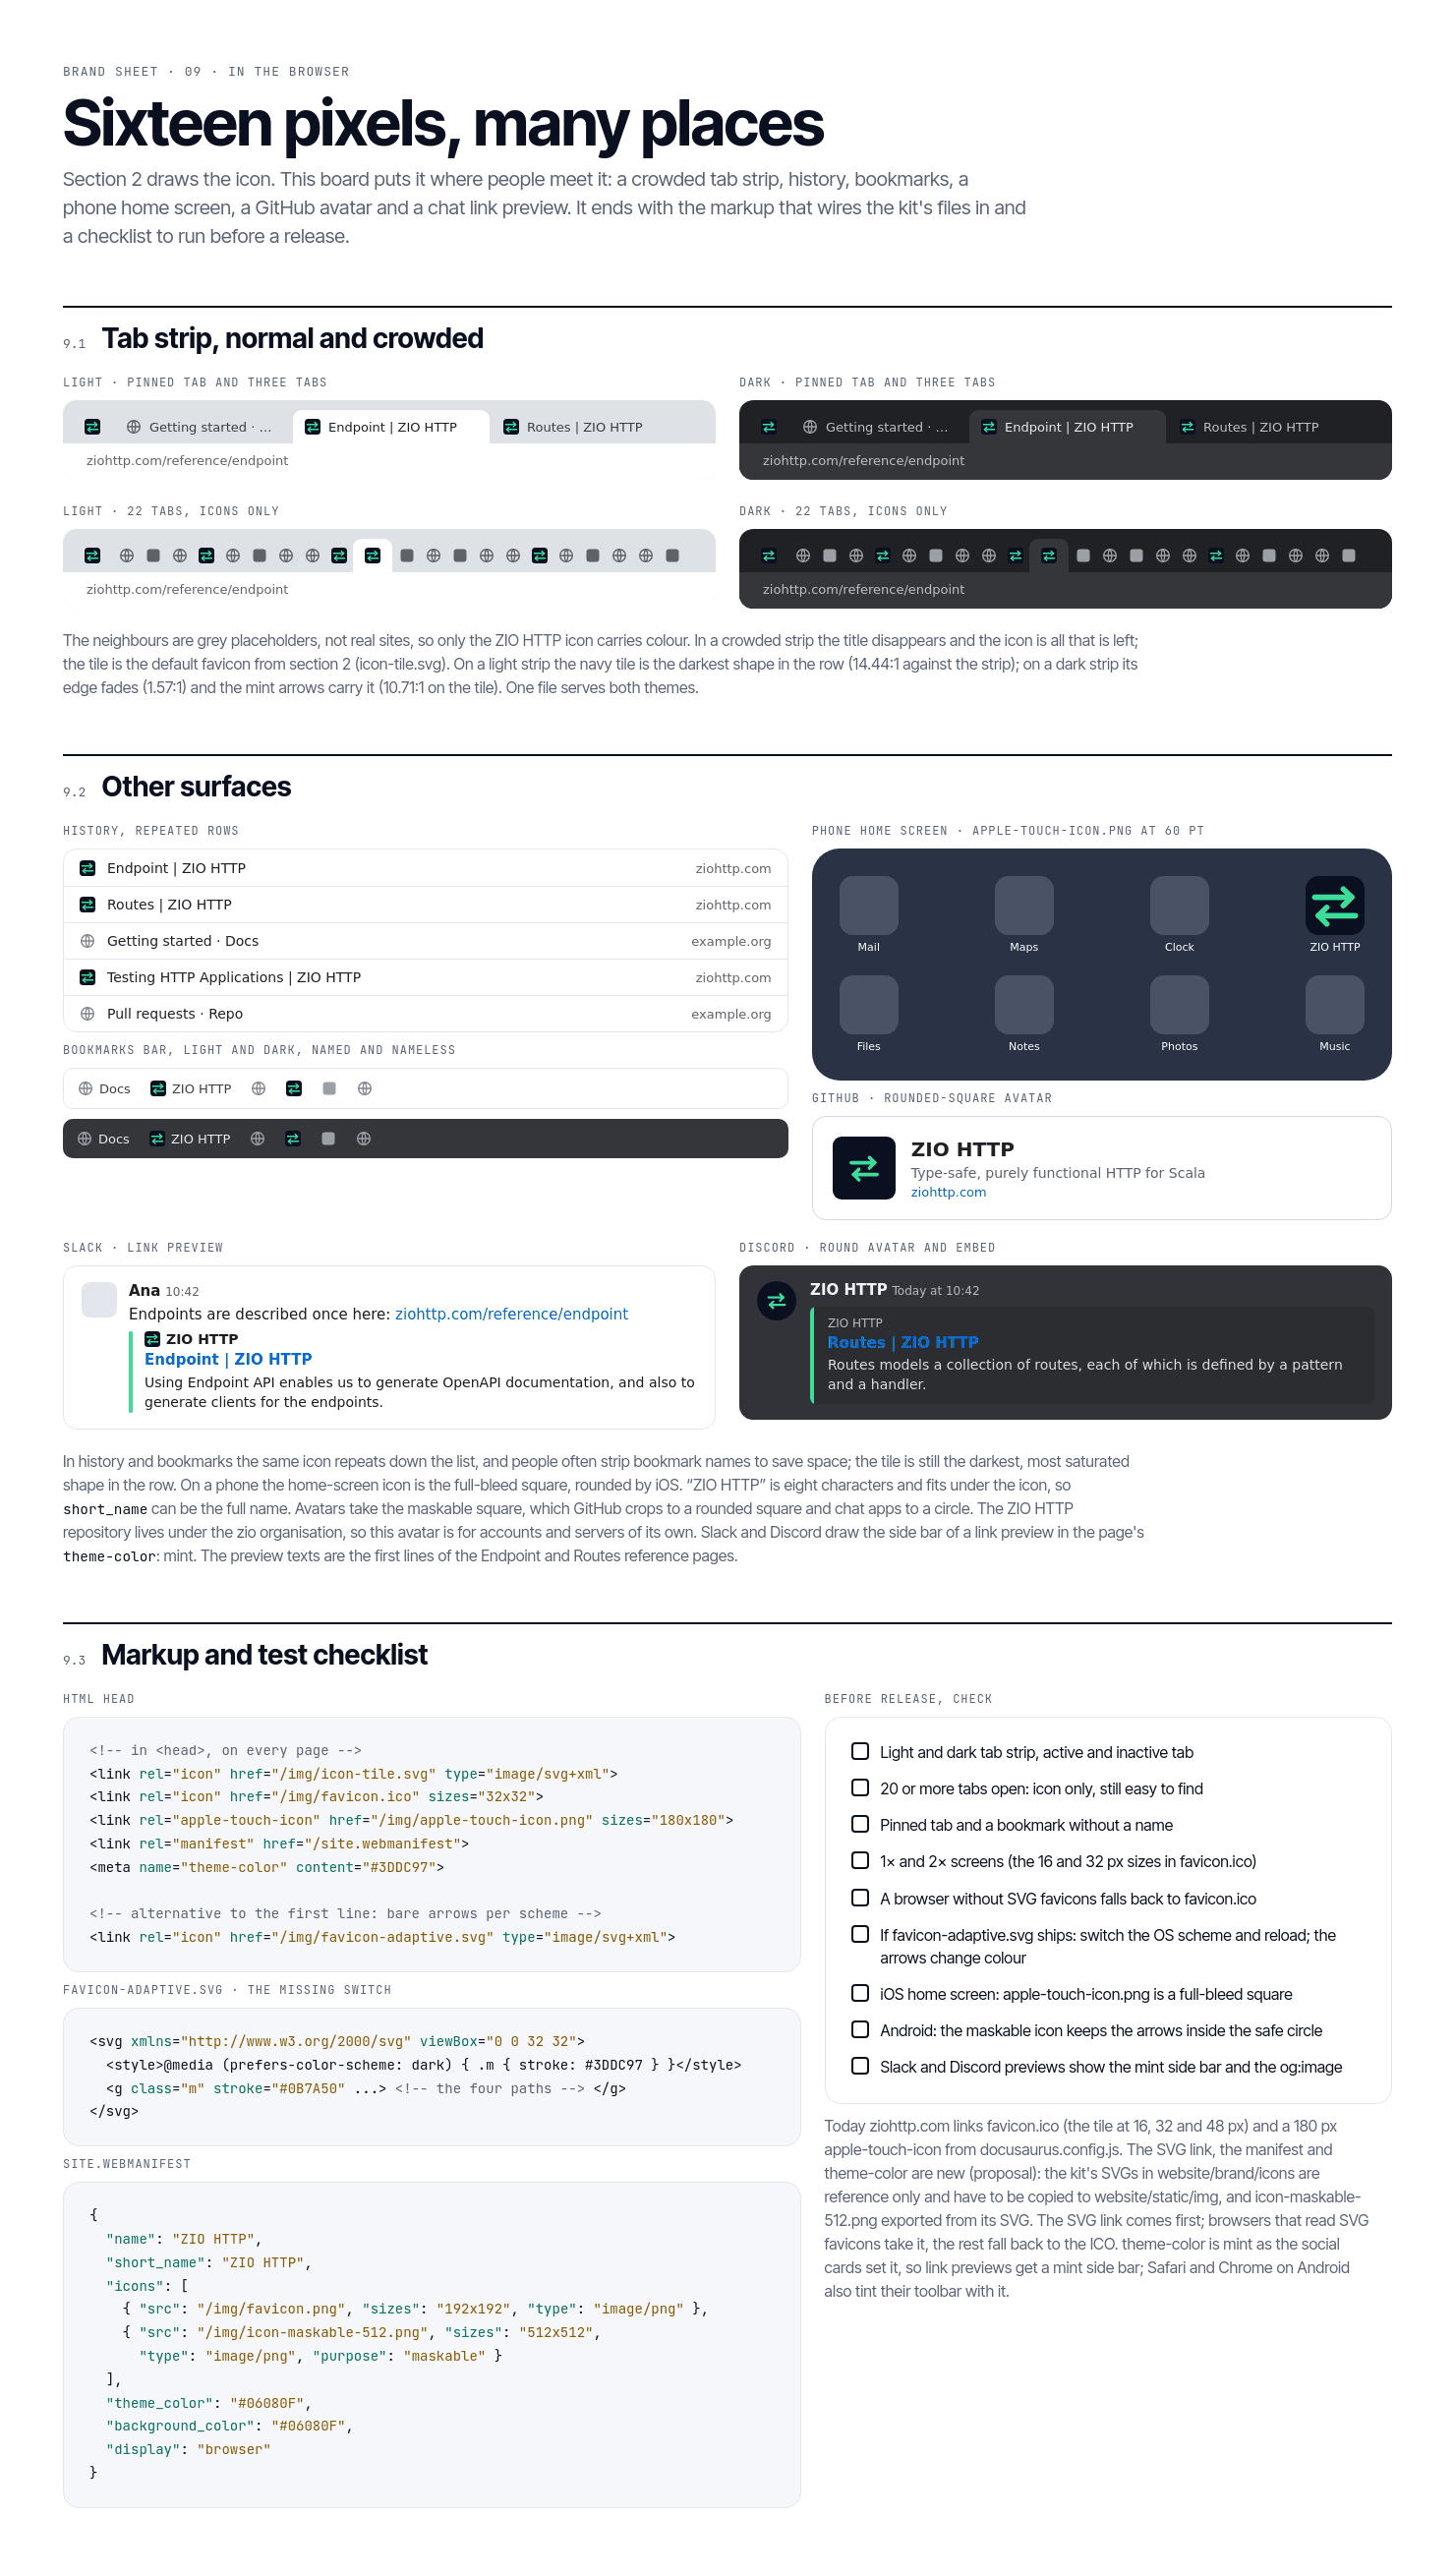 BRAND SHEET · 09 · IN THE BROWSER
Sixteen pixels, many places
Section 2 draws the icon. This board puts it where people meet it: a crowded tab strip, history, bookmarks, a
phone home screen, a GitHub avatar and a chat link preview. It ends with the markup that wires the kit's files in and
a checklist to run before a release.
9.1 Tab strip, normal and crowded
LIGHT · PINNED TAB AND THREE TABS
Getting started · …
Endpoint | ZIO HTTP
Routes | ZIO HTTP
ziohttp.com/reference/endpoint
DARK · PINNED TAB AND THREE TABS
Getting started · …
Endpoint | ZIO HTTP
Routes | ZIO HTTP
ziohttp.com/reference/endpoint
LIGHT · 22 TABS, ICONS ONLY
ziohttp.com/reference/endpoint
DARK · 22 TABS, ICONS ONLY
ziohttp.com/reference/endpoint
The neighbours are grey placeholders, not real sites, so only the ZIO HTTP icon carries colour. In a crowded strip the title disappears and the icon is all that is left;
the tile is the default favicon from section 2 (icon-tile.svg). On a light strip the navy tile is the darkest shape in the row (14.44:1 against the strip); on a dark strip its
edge fades (1.57:1) and the mint arrows carry it (10.71:1 on the tile). One file serves both themes.
9.2 Other surfaces
HISTORY, REPEATED ROWS
Endpoint | ZIO HTTP ziohttp.com
Routes | ZIO HTTP ziohttp.com
Getting started · Docs example.org
Testing HTTP Applications | ZIO HTTP ziohttp.com
Pull requests · Repo example.org
BOOKMARKS BAR, LIGHT AND DARK, NAMED AND NAMELESS
Docs ZIO HTTP
Docs ZIO HTTP
PHONE HOME SCREEN · APPLE-TOUCH-ICON.PNG AT 60 PT
Mail Maps Clock ZIO HTTP
Files Notes Photos Music
GITHUB · ROUNDED-SQUARE AVATAR
ZIO HTTP
Type-safe, purely functional HTTP for Scala
ziohttp.com
SLACK · LINK PREVIEW
Ana 10:42
Endpoints are described once here: ziohttp.com/reference/endpoint
ZIO HTTP
Endpoint | ZIO HTTP
Using Endpoint API enables us to generate OpenAPI documentation, and also to
generate clients for the endpoints.
DISCORD · ROUND AVATAR AND EMBED
ZIO HTTP Today at 10:42
ZIO HTTP
Routes | ZIO HTTP
Routes models a collection of routes, each of which is defined by a pattern
and a handler.
In history and bookmarks the same icon repeats down the list, and people often strip bookmark names to save space; the tile is still the darkest, most saturated
shape in the row. On a phone the home-screen icon is the full-bleed square, rounded by iOS. “ZIO HTTP” is eight characters and fits under the icon, so
short_name can be the full name. Avatars take the maskable square, which GitHub crops to a rounded square and chat apps to a circle. The ZIO HTTP
repository lives under the zio organisation, so this avatar is for accounts and servers of its own. Slack and Discord draw the side bar of a link preview in the page's
theme-color: mint. The preview texts are the first lines of the Endpoint and Routes reference pages.
9.3 Markup and test checklist
HTML HEAD
<!-- in <head>, on every page -->
<link rel="icon" href="/img/icon-tile.svg" type="image/svg+xml">
<link rel="icon" href="/img/favicon.ico" sizes="32x32">
<link rel="apple-touch-icon" href="/img/apple-touch-icon.png" sizes="180x180">
<link rel="manifest" href="/site.webmanifest">
<meta name="theme-color" content="#3DDC97">
<!-- alternative to the first line: bare arrows per scheme -->
<link rel="icon" href="/img/favicon-adaptive.svg" type="image/svg+xml">
FAVICON-ADAPTIVE.SVG · THE MISSING SWITCH
<svg xmlns="http://www.w3.org/2000/svg" viewBox="0 0 32 32">
<style>@media (prefers-color-scheme: dark) { .m { stroke: #3DDC97 } }</style>
<g class="m" stroke="#0B7A50" ...> <!-- the four paths --> </g>
</svg>
SITE.WEBMANIFEST
{
"name": "ZIO HTTP",
"short_name": "ZIO HTTP",
"icons": [
{ "src": "/img/favicon.png", "sizes": "192x192", "type": "image/png" },
{ "src": "/img/icon-maskable-512.png", "sizes": "512x512",
"type": "image/png", "purpose": "maskable" }
],
"theme_color": "#06080F",
"background_color": "#06080F",
"display": "browser"
}
BEFORE RELEASE, CHECK
Light and dark tab strip, active and inactive tab
20 or more tabs open: icon only, still easy to find
Pinned tab and a bookmark without a name
1× and 2× screens (the 16 and 32 px sizes in favicon.ico)
A browser without SVG favicons falls back to favicon.ico
If favicon-adaptive.svg ships: switch the OS scheme and reload; the
arrows change colour
iOS home screen: apple-touch-icon.png is a full-bleed square
Android: the maskable icon keeps the arrows inside the safe circle
Slack and Discord previews show the mint side bar and the og:image
Today ziohttp.com links favicon.ico (the tile at 16, 32 and 48 px) and a 180 px
apple-touch-icon from docusaurus.config.js. The SVG link, the manifest and
theme-color are new (proposal): the kit's SVGs in website/brand/icons are
reference only and have to be copied to website/static/img, and icon-maskable-
512.png exported from its SVG. The SVG link comes first; browsers that read SVG
favicons take it, the rest fall back to the ICO. theme-color is mint as the social
cards set it, so link previews get a mint side bar; Safari and Chrome on Android
also tint their toolbar with it.